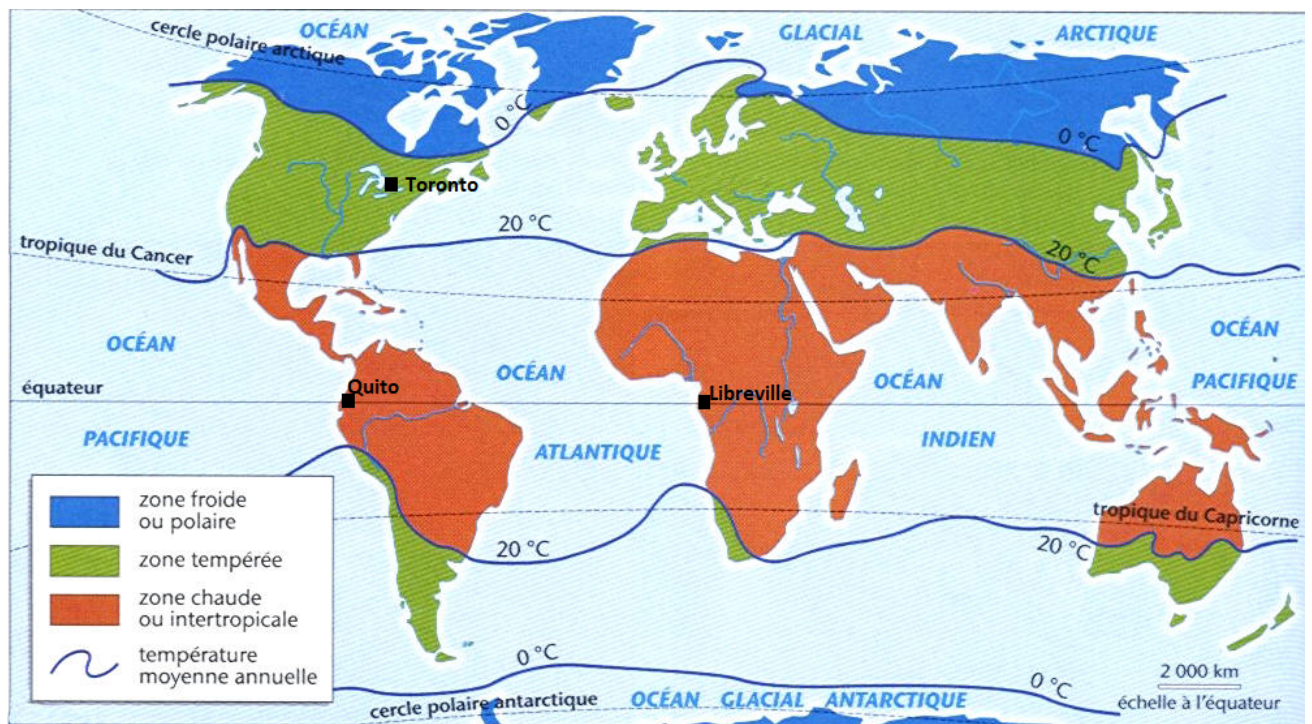 OCÉAN
GLACIAL
ARCTIQUE
cercle polaire arctique
0 °C
0 °C
Toronto
20 °C
20 °C
tropique du Cancer
OCÉAN
OCÉAN
OCÉAN
OCÉAN
PACIFIQUE
équateur
Quito
Libreville
PACIFIQUE
ATLANTIQUE
INDIEN
tropique du Capricorne
20 °C
20 °C
zone froide
ou polaire
zone tempérée
zone chaude
ou intertropicale
température
moyenne annuelle
0 °C
0 °C
2 000 km
échelle à l'équateur
cercle polaire antarctique
OCÉAN GLACIAL ANTARCTIQUE